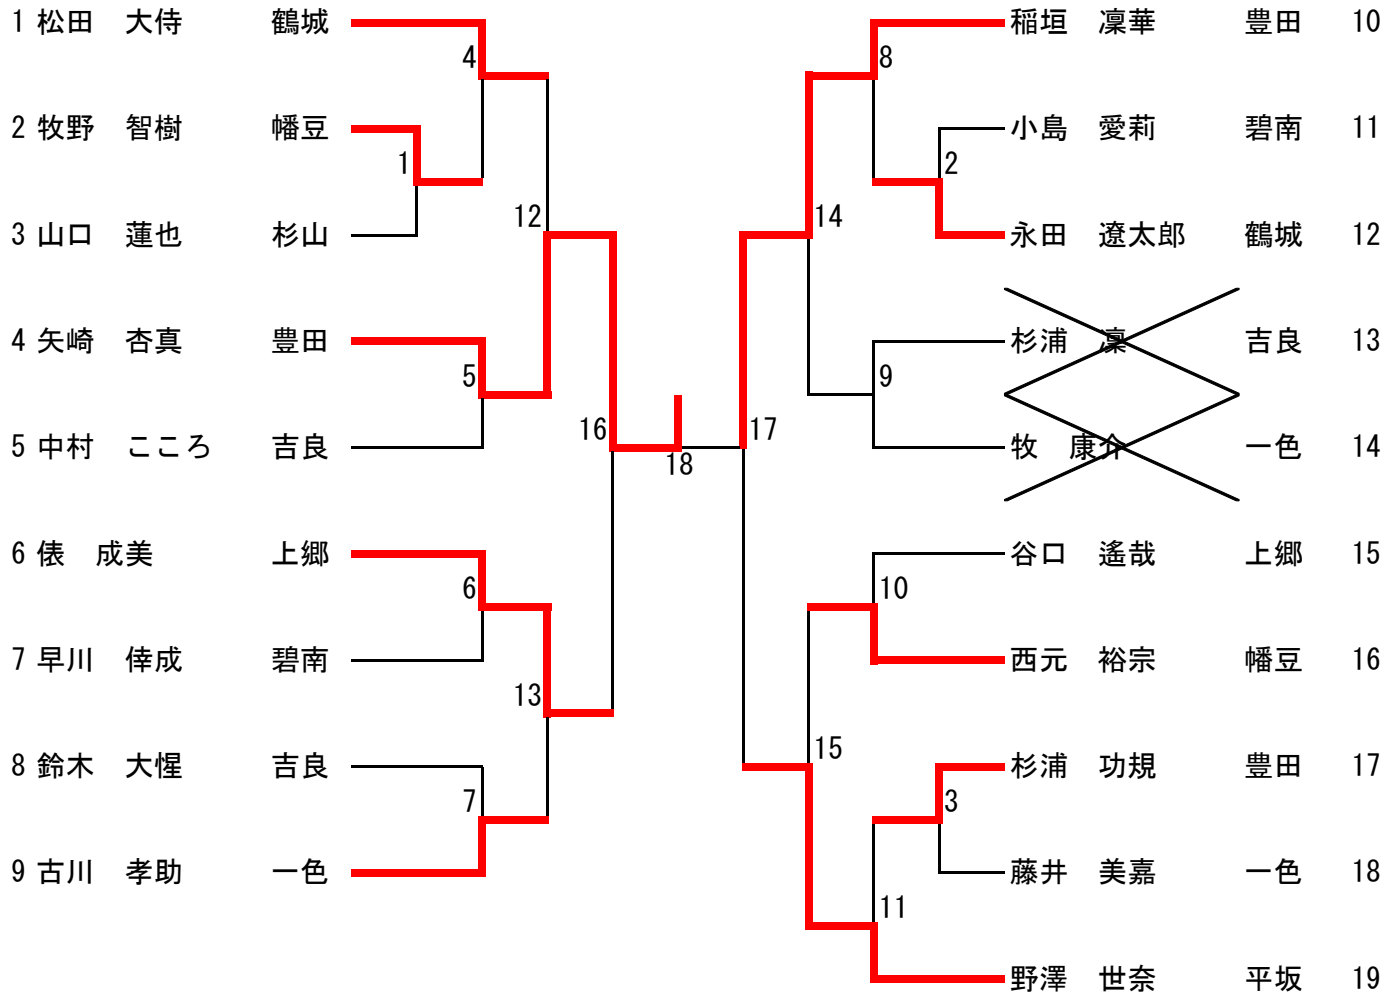 1 松田 大侍 鶴城
2 牧野 智樹 幡豆
3 山口 蓮也 杉山
4 矢崎 杏真 豊田
5 中村 こころ 吉良
6 俵 成美 上郷
7 早川 倖成 碧南
8 鈴木 大惺 吉良
9 古川 孝助 一色
4
1
12
5
16
6
13
7
18
8
2
14
9
17
10
15
3
11
稲垣 凜華 豊田 10
小島 愛莉 碧南 11
永田 遼太郎 鶴城 12
杉浦 凜 吉良 13
牧 康介 一色 14
谷口 遙哉 上郷 15
西元 裕宗 幡豆 16
杉浦 功規 豊田 17
藤井 美嘉 一色 18
野澤 世奈 平坂 19